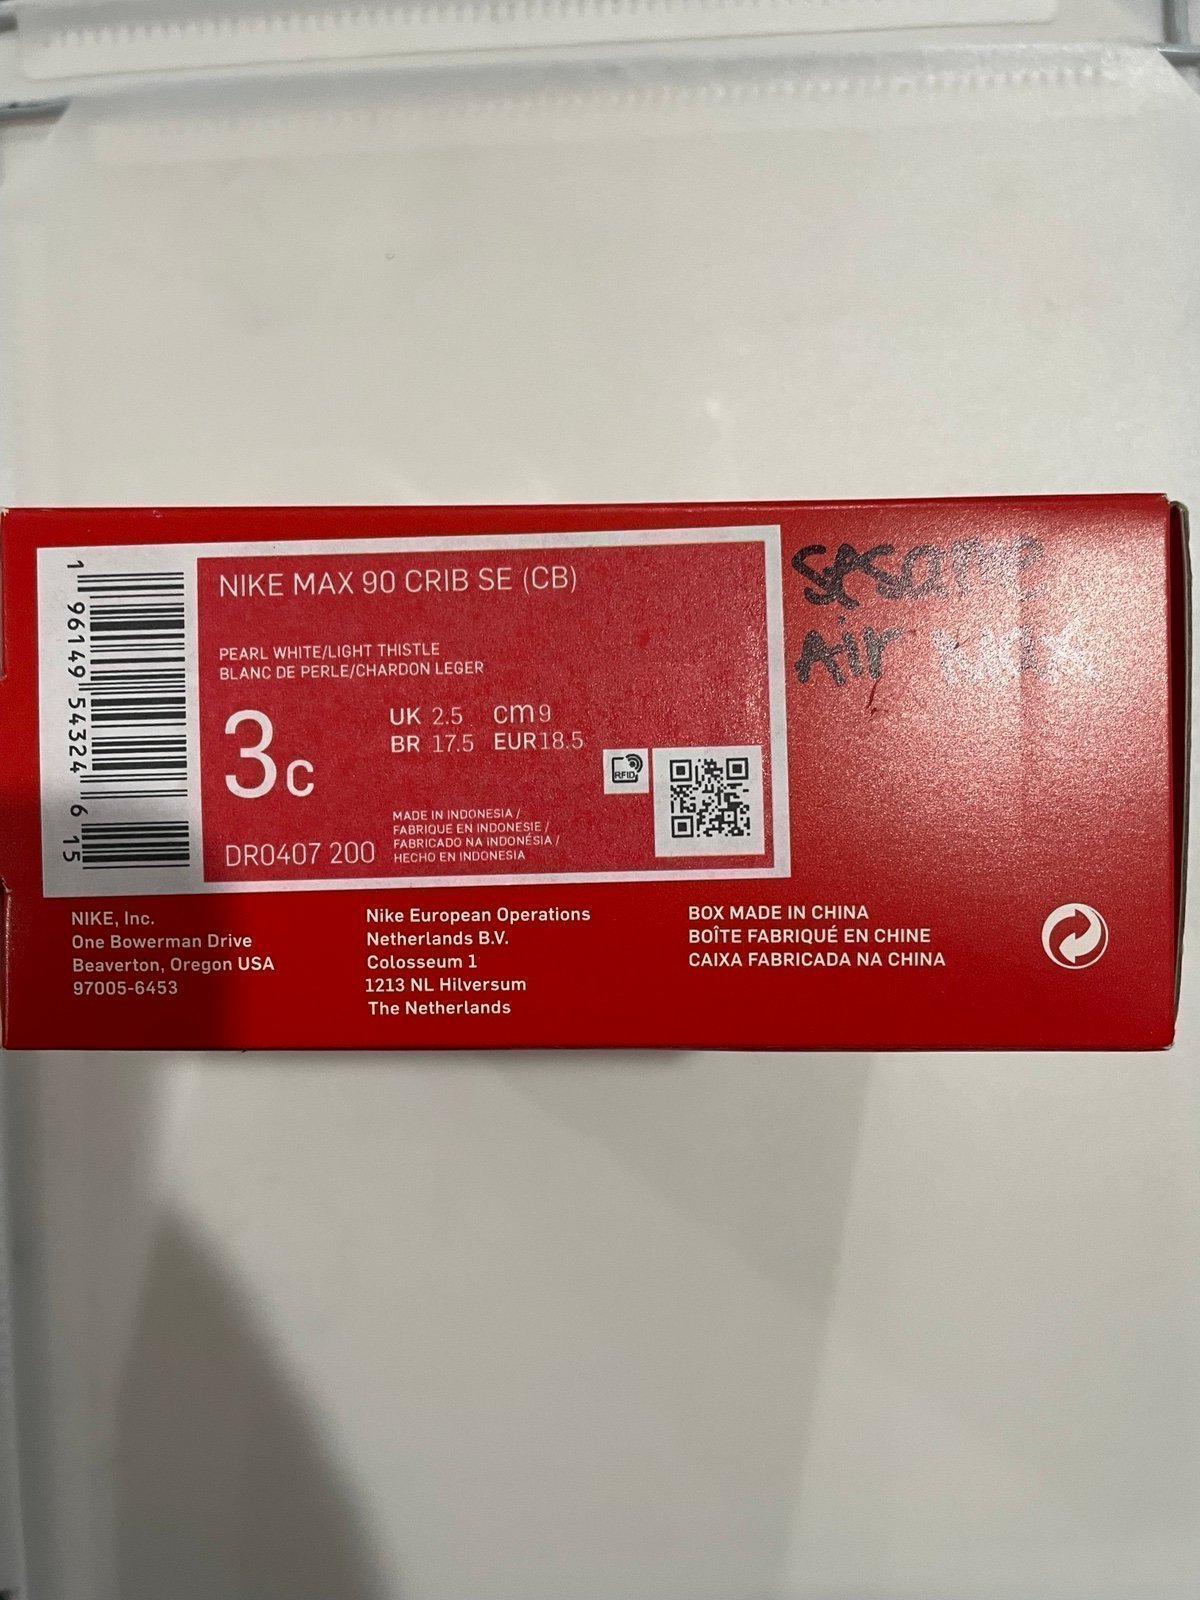 1 96149 54324 6 15
NIKE MAX 90 CRIB SE (CB)
PEARL WHITE/LIGHT THISTLE
BLANC DE PERLE/CHARDON LEGER
3C
UK 2.5 cm 9
BR 17.5 EUR 18.5
RFID
MADE IN INDONESIA /
FABRIQUE EN INDONESIE /
FABRICADO NA INDONÉSIA /
HECHO EN INDONESIA
DR0407 200
sesame
Air max
NIKE, Inc.
One Bowerman Drive
Beaverton, Oregon USA
97005-6453
Nike European Operations
Netherlands B.V.
Colosseum 1
1213 NL Hilversum
The Netherlands
BOX MADE IN CHINA
BOÎTE FABRIQUÉ EN CHINE
CAIXA FABRICADA NA CHINA